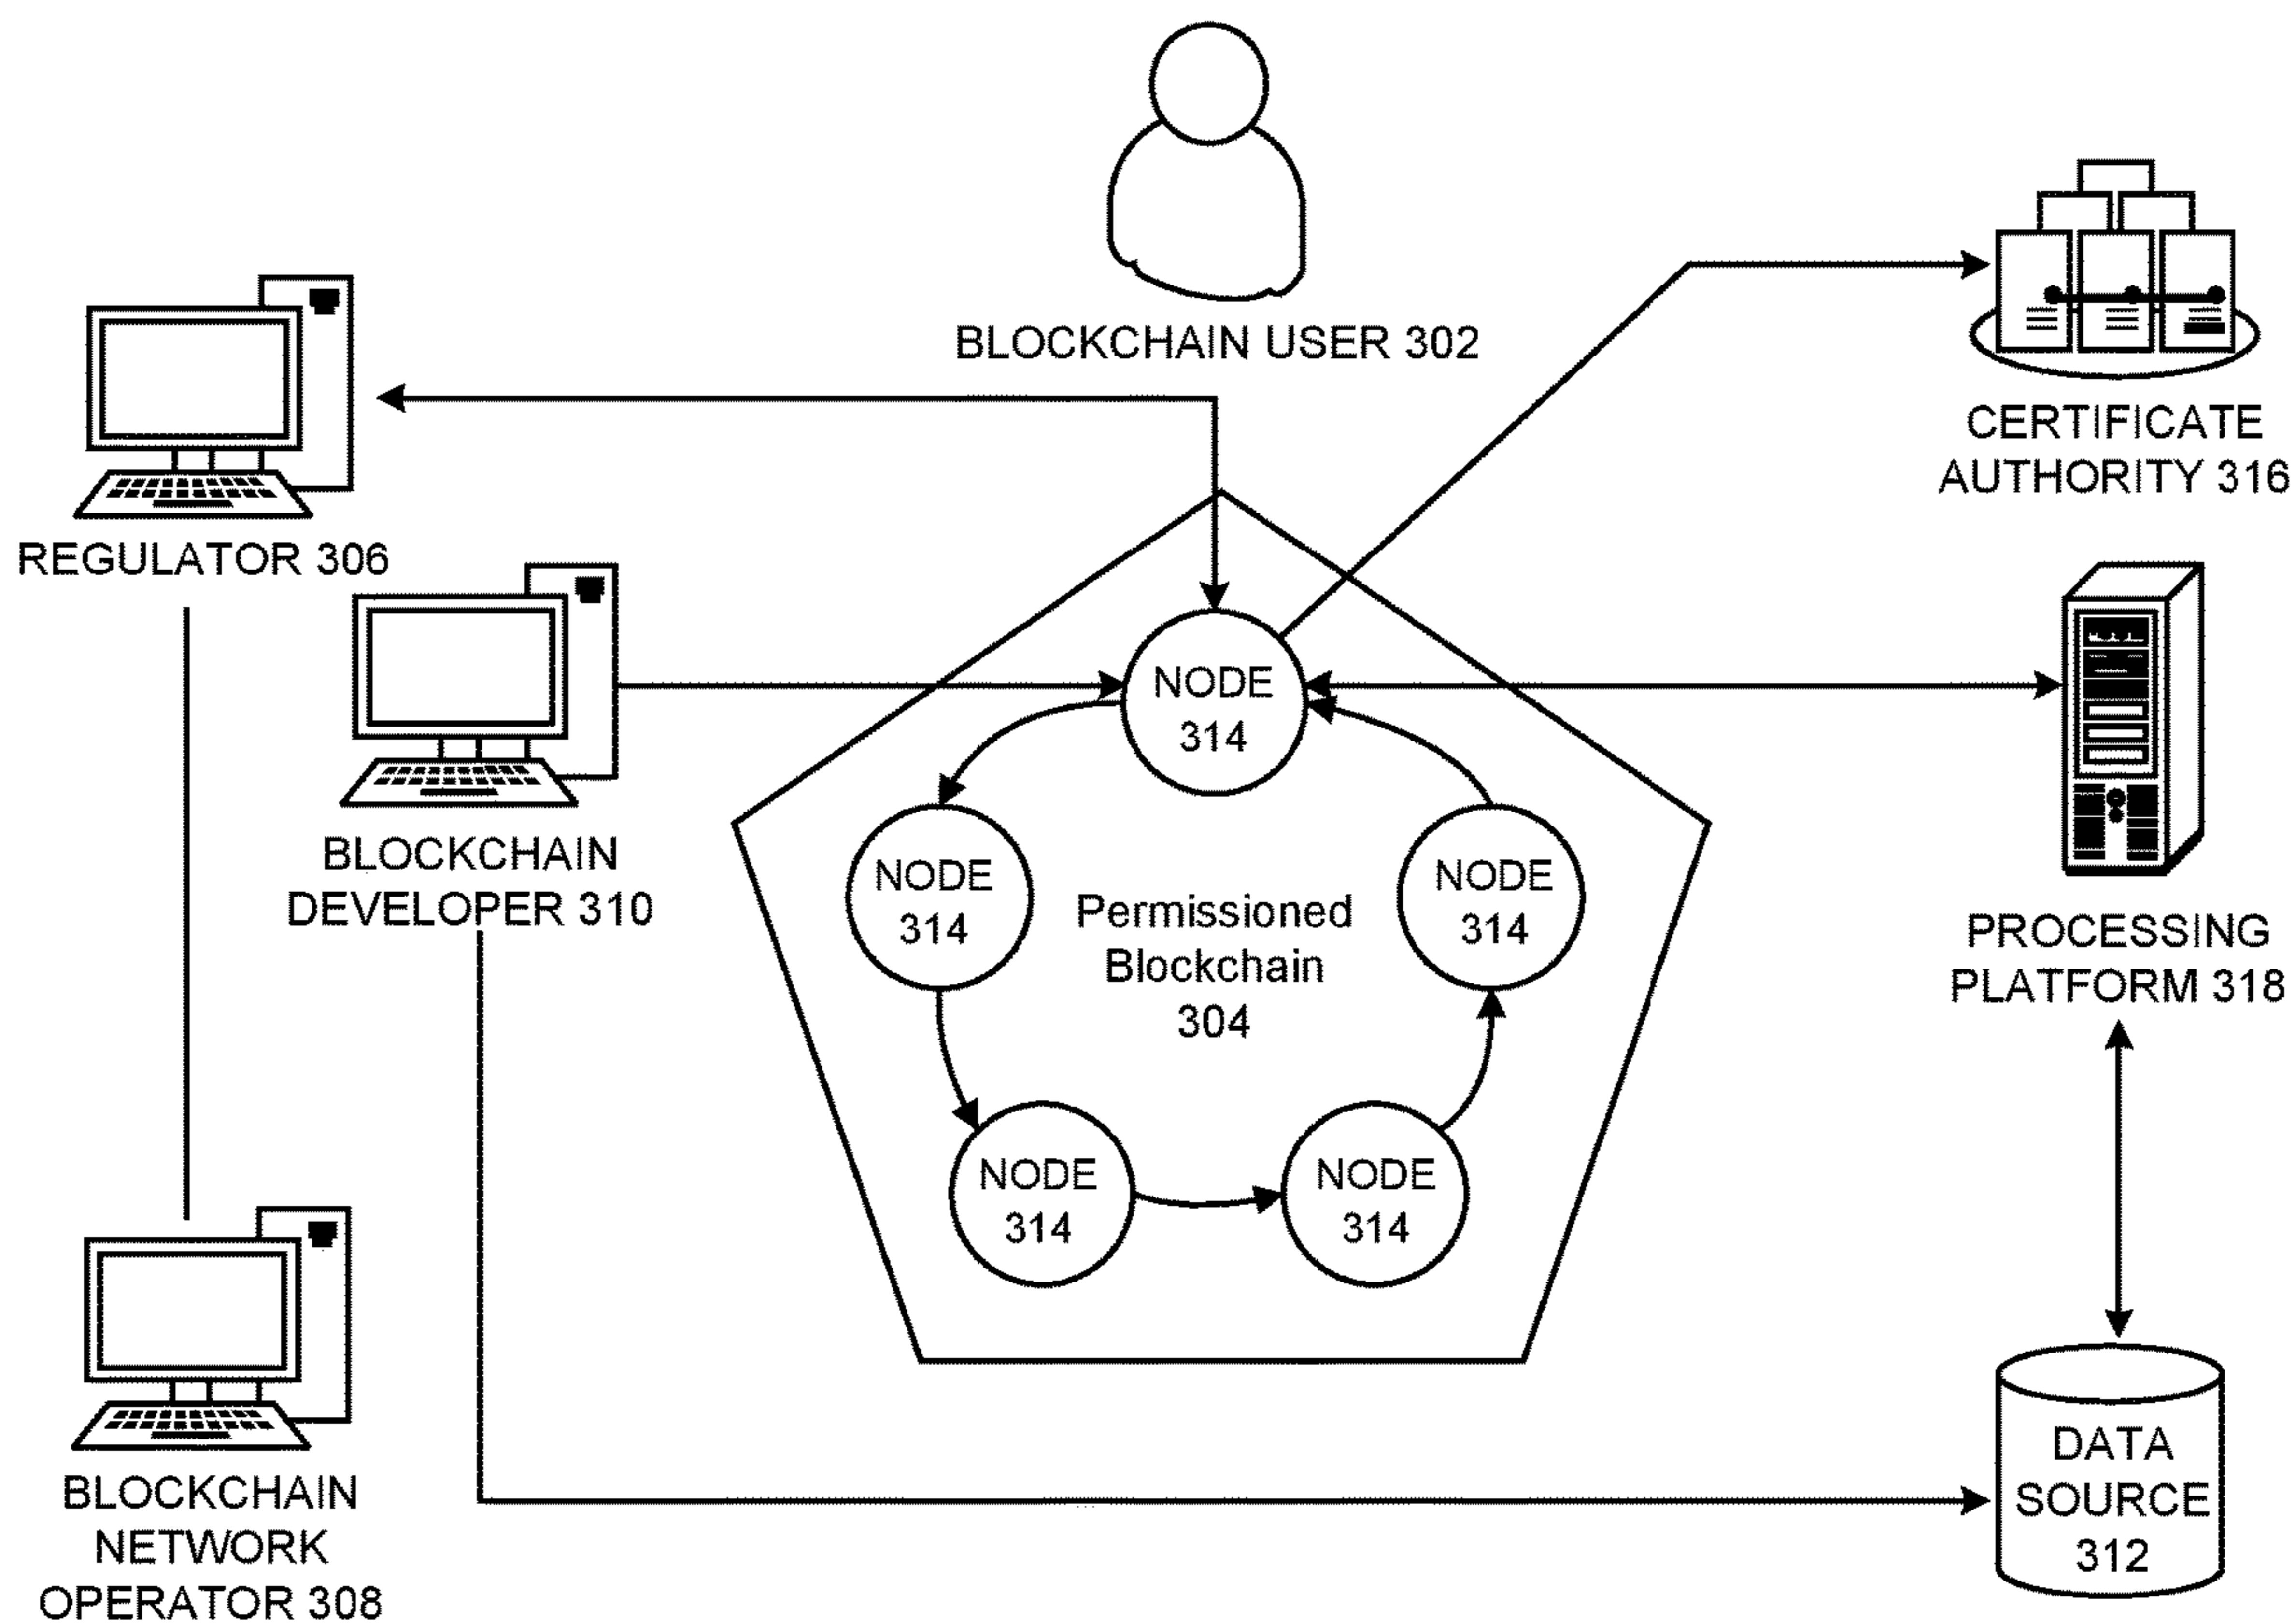 BLOCKCHAIN USER 302
CERTIFICATE
AUTHORITY 316
REGULATOR 306
NODE
314
BLOCKCHAIN
DEVELOPER 310
NODE
314
Permissioned
Blockchain
304
NODE
314
PROCESSING
PLATFORM 318
NODE
314
NODE
314
BLOCKCHAIN
NETWORK
OPERATOR 308
DATA
SOURCE
312